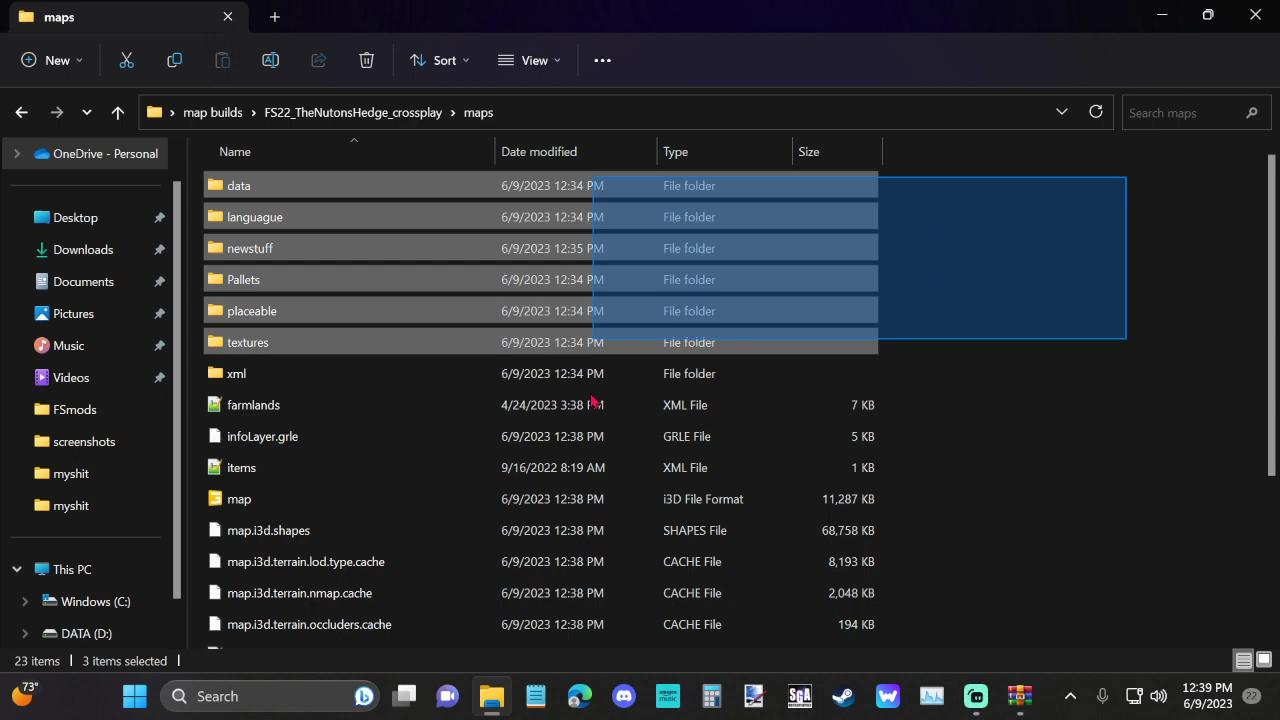 maps
New
Sort
View
map builds
FS22_TheNutonsHedge_crossplay
maps
Search maps
OneDrive - Personal
Name
Date modified
Type
Size
data 6/9/2023 12:34 PM File folder
languague 6/9/2023 12:34 PM File folder
newstuff 6/9/2023 12:35 PM File folder
Pallets 6/9/2023 12:34 PM File folder
placeable 6/9/2023 12:34 PM File folder
textures 6/9/2023 12:34 PM File folder
xml 6/9/2023 12:34 PM File folder
farmlands 4/24/2023 3:38 PM XML File 7 KB
infoLayer.grle 6/9/2023 12:38 PM GRLE File 5 KB
items 9/16/2022 8:19 AM XML File 1 KB
map 6/9/2023 12:38 PM i3D File Format 11,287 KB
map.i3d.shapes 6/9/2023 12:38 PM SHAPES File 68,758 KB
map.i3d.terrain.lod.type.cache 6/9/2023 12:38 PM CACHE File 8,193 KB
map.i3d.terrain.nmap.cache 6/9/2023 12:38 PM CACHE File 2,048 KB
map.i3d.terrain.occluders.cache 6/9/2023 12:38 PM CACHE File 194 KB
Desktop
Downloads
Documents
Pictures
Music
Videos
FSmods
screenshots
myshit
myshit
This PC
Windows (C:)
DATA (D:)
23 items
3 items selected
73°
Search
SGA
12:39 PM
6/9/2023
22